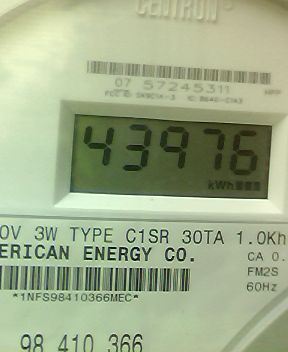 CENTRON
07 57245311
43976
kWh
0V 3W TYPE C1SR 30TA 1.0Kh
ERICAN ENERGY CO.
CA 0.
FM2S
*1NFS98410366MEC*
60Hz
98 410 366